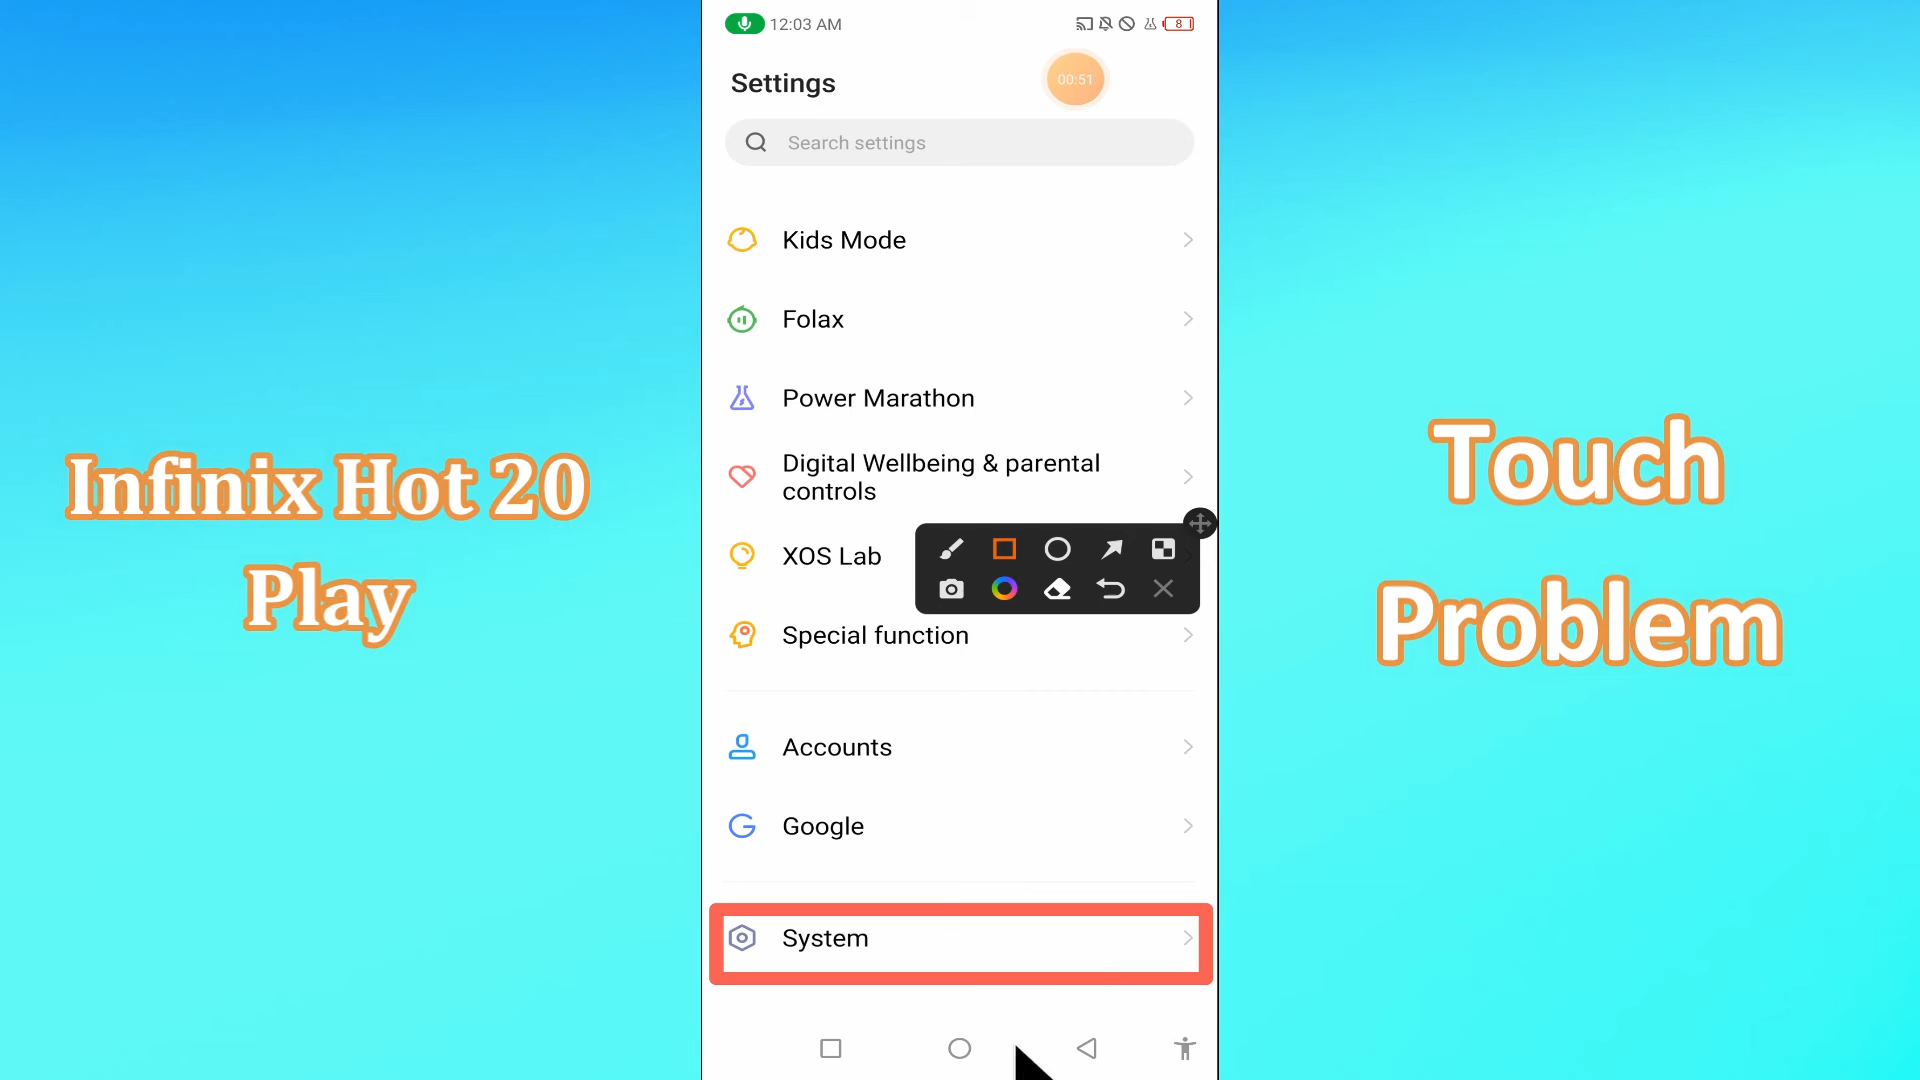 12:03 AM
8
Settings
00:51
Search settings
Kids Mode
Folax
Power Marathon
Digital Wellbeing & parental
controls
XOS Lab
Special function
Accounts
Google
System
Infinix Hot 20
Play
Touch
Problem